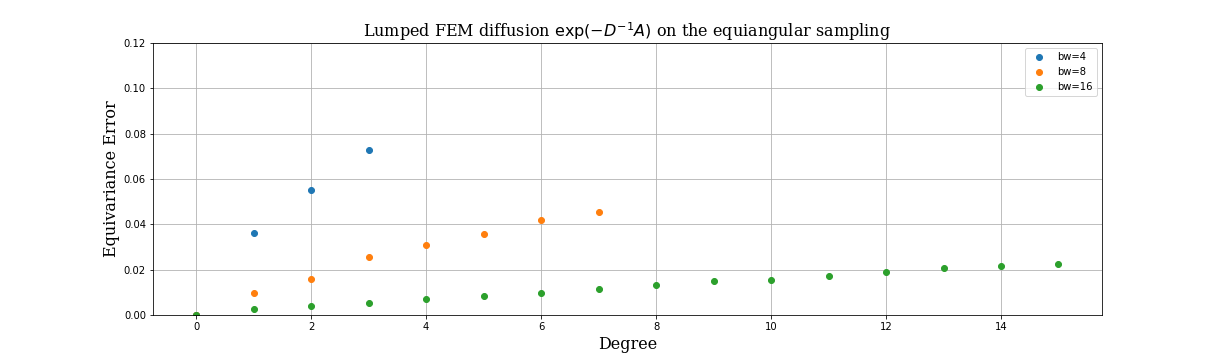 Lumped FEM diffusion exp(−D⁻¹A) on the equiangular sampling
0.12
0.10
0.08
0.06
0.04
0.02
0.00
Equivariance Error
bw=4
bw=8
bw=16
0 2 4 6 8 10 12 14
Degree